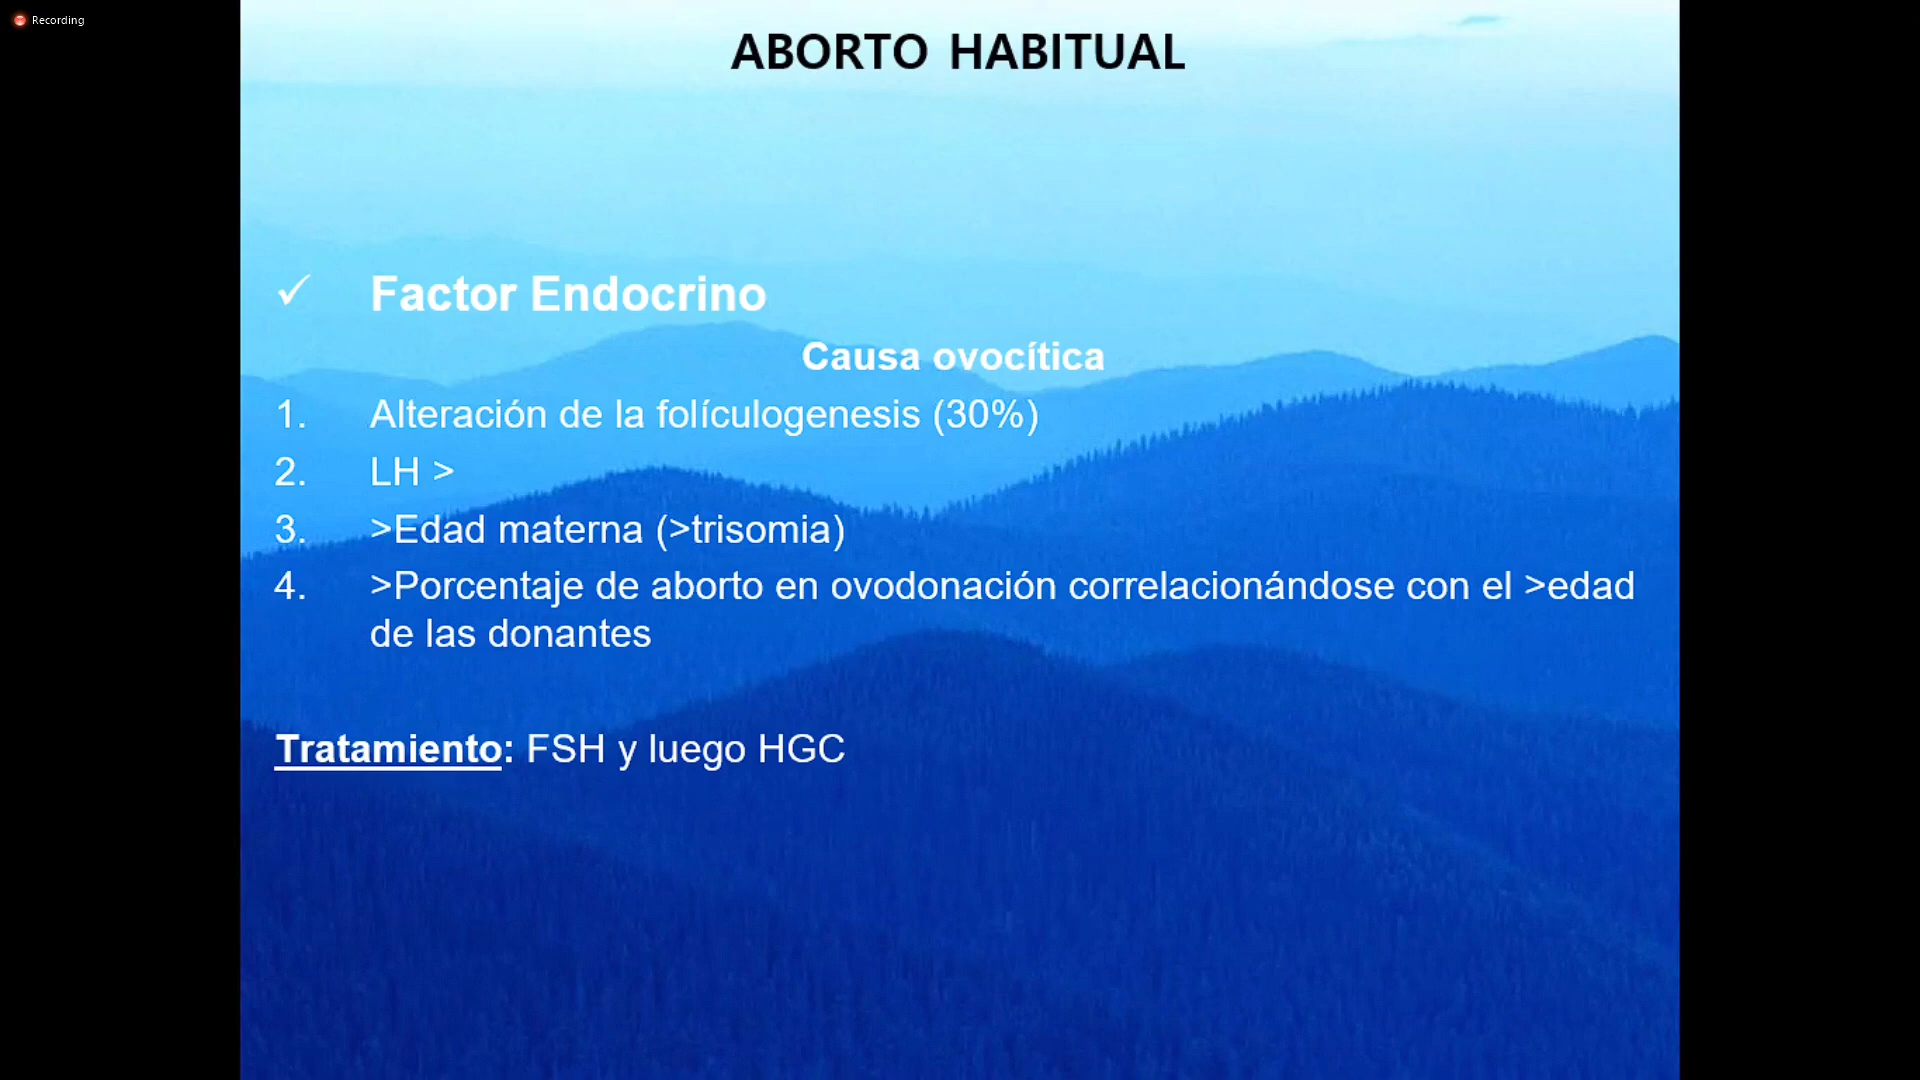 Recording
ABORTO HABITUAL
✓ Factor Endocrino
Causa ovocítica
1. Alteración de la folículogenesis (30%)
2. LH >
3. >Edad materna (>trisomia)
4. >Porcentaje de aborto en ovodonación correlacionándose con el >edad
de las donantes
Tratamiento: FSH y luego HGC